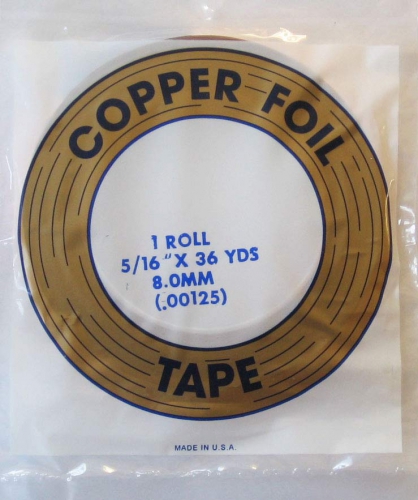 COPPER FOIL
1 ROLL
5/16" X 36 YDS
8.0MM
(.00125)
TAPE
MADE IN U.S.A.